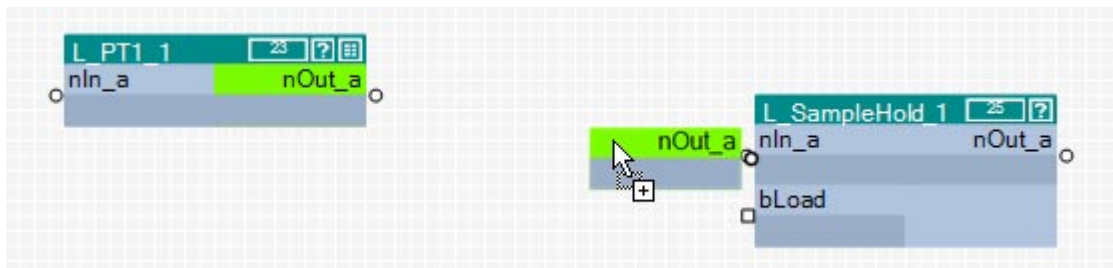 L_PT1_1 23 ?
nIn_a nOut_a
L_SampleHold_1 25 ?
nOut_a nIn_a nOut_a
bLoad